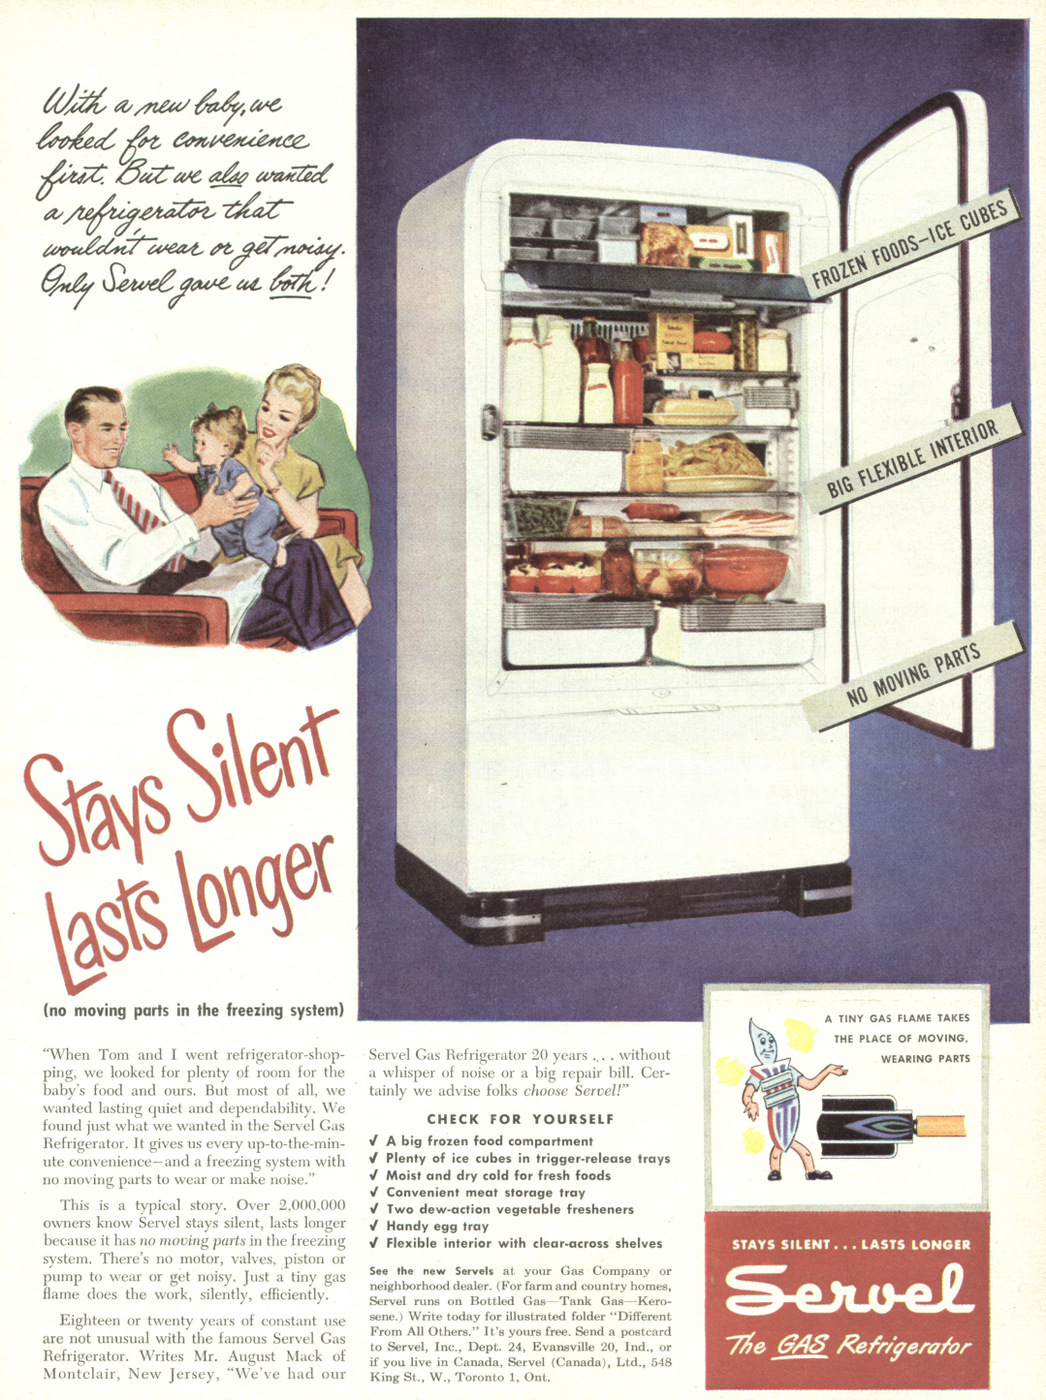 With a new baby, we
looked for convenience
first. But we also wanted
a refrigerator that
wouldn't wear or get noisy.
Only Servel gave us both!
FROZEN FOODS—ICE CUBES
BIG FLEXIBLE INTERIOR
NO MOVING PARTS
Stays Silent
Lasts Longer
(no moving parts in the freezing system)
“When Tom and I went refrigerator-shop-
ping, we looked for plenty of room for the
baby's food and ours. But most of all, we
wanted lasting quiet and dependability. We
found just what we wanted in the Servel Gas
Refrigerator. It gives us every up-to-the-min-
ute convenience—and a freezing system with
no moving parts to wear or make noise.”
This is a typical story. Over 2,000,000
owners know Servel stays silent, lasts longer
because it has no moving parts in the freezing
system. There's no motor, valves, piston or
pump to wear or get noisy. Just a tiny gas
flame does the work, silently, efficiently.
Eighteen or twenty years of constant use
are not unusual with the famous Servel Gas
Refrigerator. Writes Mr. August Mack of
Montclair, New Jersey, “We've had our
Servel Gas Refrigerator 20 years . . . without
a whisper of noise or a big repair bill. Cer-
tainly we advise folks choose Servel!”
CHECK FOR YOURSELF
✓ A big frozen food compartment
✓ Plenty of ice cubes in trigger-release trays
✓ Moist and dry cold for fresh foods
✓ Convenient meat storage tray
✓ Two dew-action vegetable fresheners
✓ Handy egg tray
✓ Flexible interior with clear-across shelves
See the new Servels at your Gas Company or
neighborhood dealer. (For farm and country homes,
Servel runs on Bottled Gas—Tank Gas—Kero-
sene.) Write today for illustrated folder “Different
From All Others.” It's yours free. Send a postcard
to Servel, Inc., Dept. 24, Evansville 20, Ind., or
if you live in Canada, Servel (Canada), Ltd., 548
King St., W., Toronto 1, Ont.
A TINY GAS FLAME TAKES
THE PLACE OF MOVING,
WEARING PARTS
STAYS SILENT . . . LASTS LONGER
Servel
The GAS Refrigerator